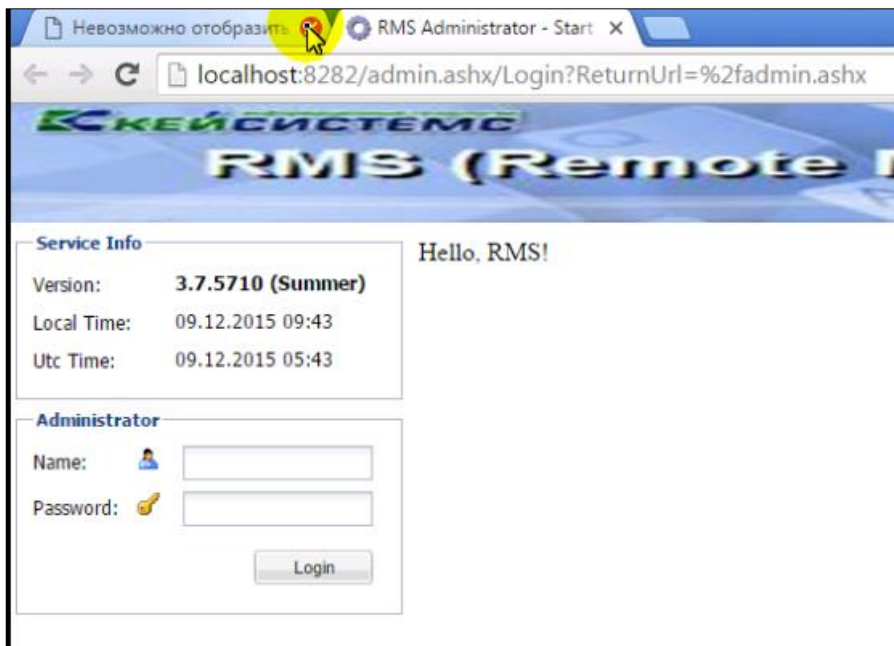 Невозможно отобразить
RMS Administrator - Start
localhost:8282/admin.ashx/Login?ReturnUrl=%2fadmin.ashx
КЕЙСИСТЕМС
RMS (Remote
Service Info
Version: 3.7.5710 (Summer)
Local Time: 09.12.2015 09:43
Utc Time: 09.12.2015 05:43
Hello, RMS!
Administrator
Name:
Password:
Login